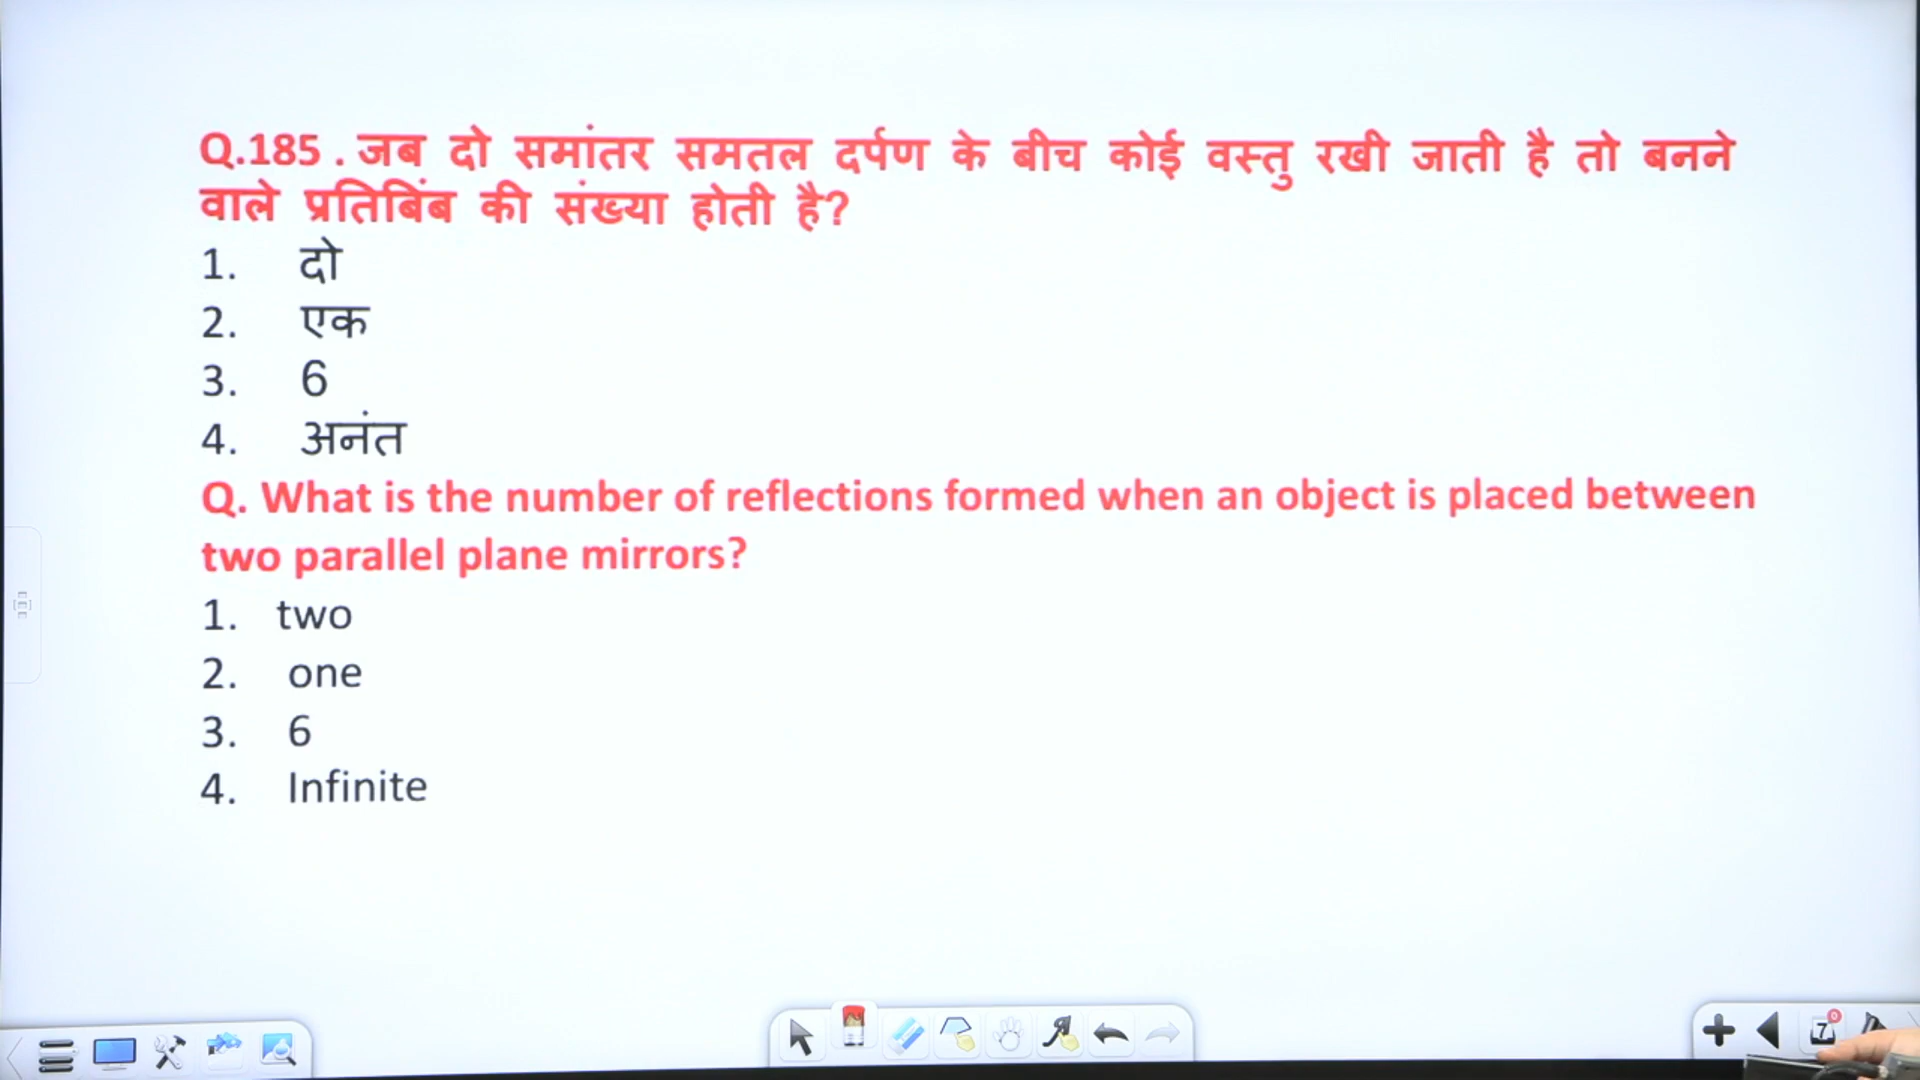 Q.185 . जब दो समांतर समतल दर्पण के बीच कोई वस्तु रखी जाती है तो बनने
वाले प्रतिबिंब की संख्या होती है?
1. दो
2. एक
3. 6
4. अनंत
Q. What is the number of reflections formed when an object is placed between
two parallel plane mirrors?
1. two
2. one
3. 6
4. Infinite
7
0